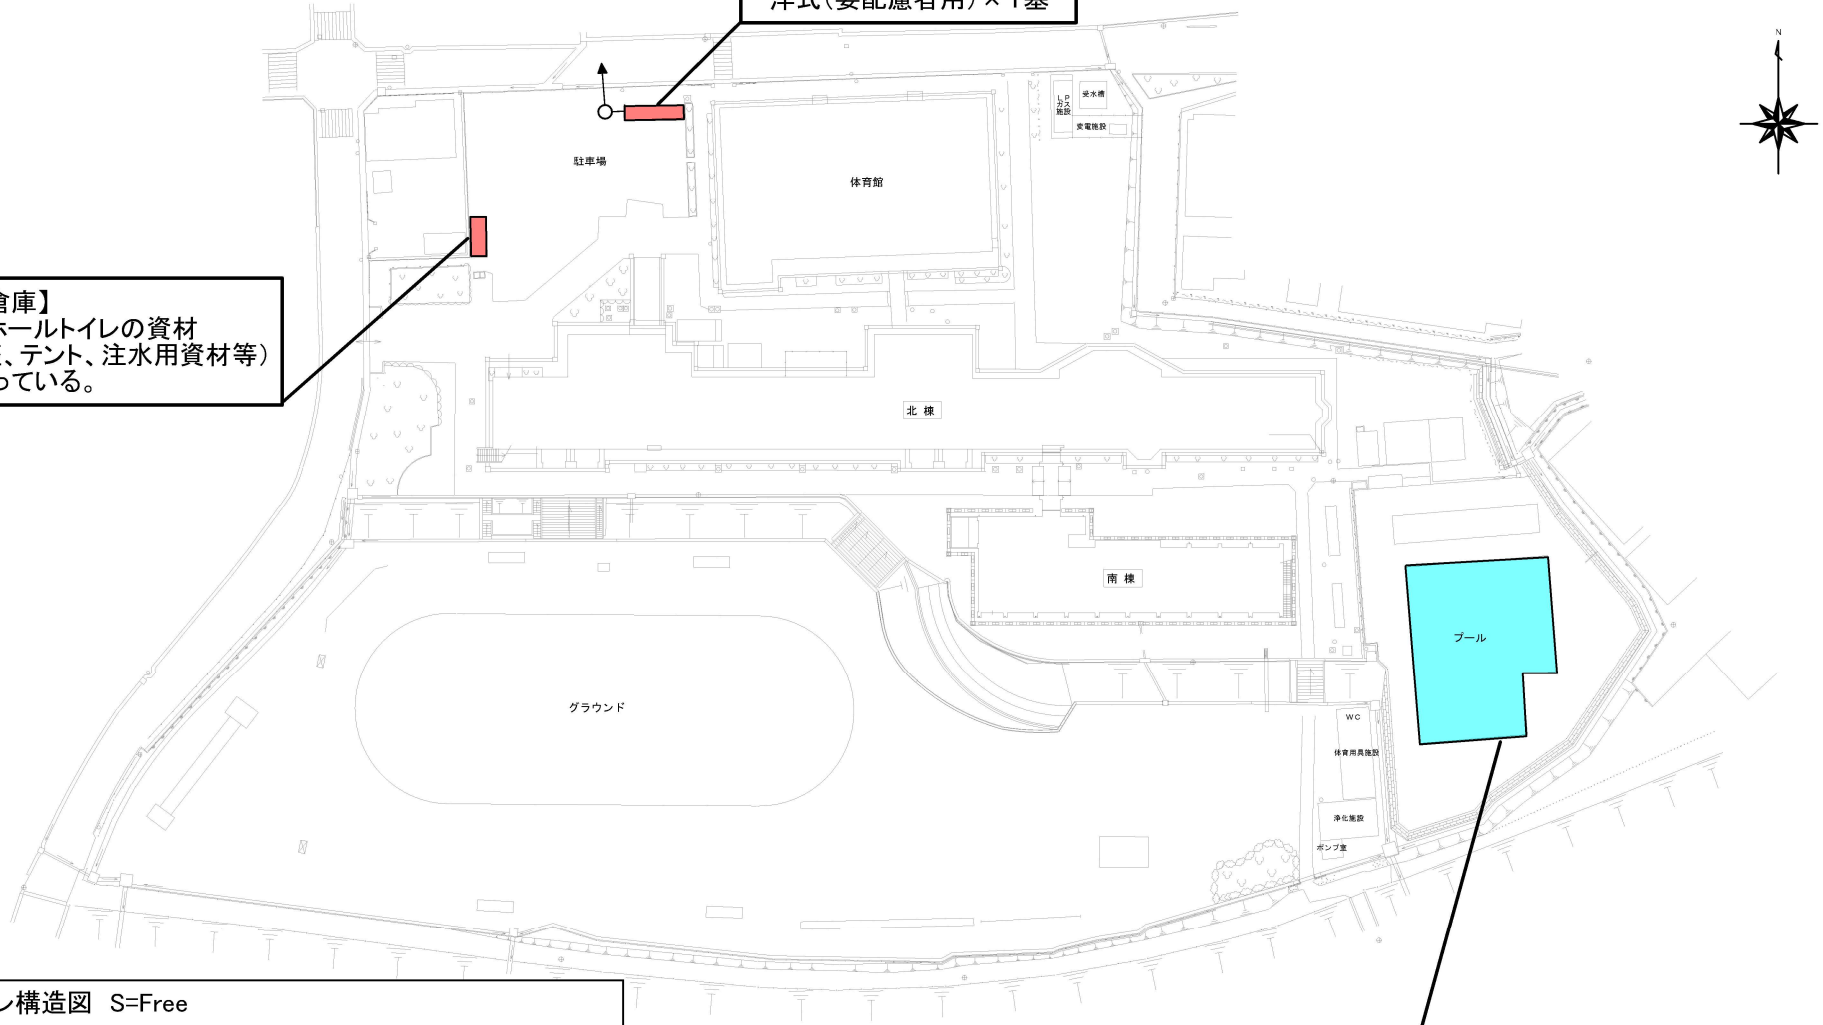 洋式(要配慮者用)×1基
N
LPガス施設
受水槽
変電施設
駐車場
体育館
倉庫】
ホールトイレの資材
、テント、注水用資材等)
っている。
北 棟
南 棟
プール
グラウンド
WC
体育用具施設
浄化施設
ポンプ室
レ構造図 S=Free